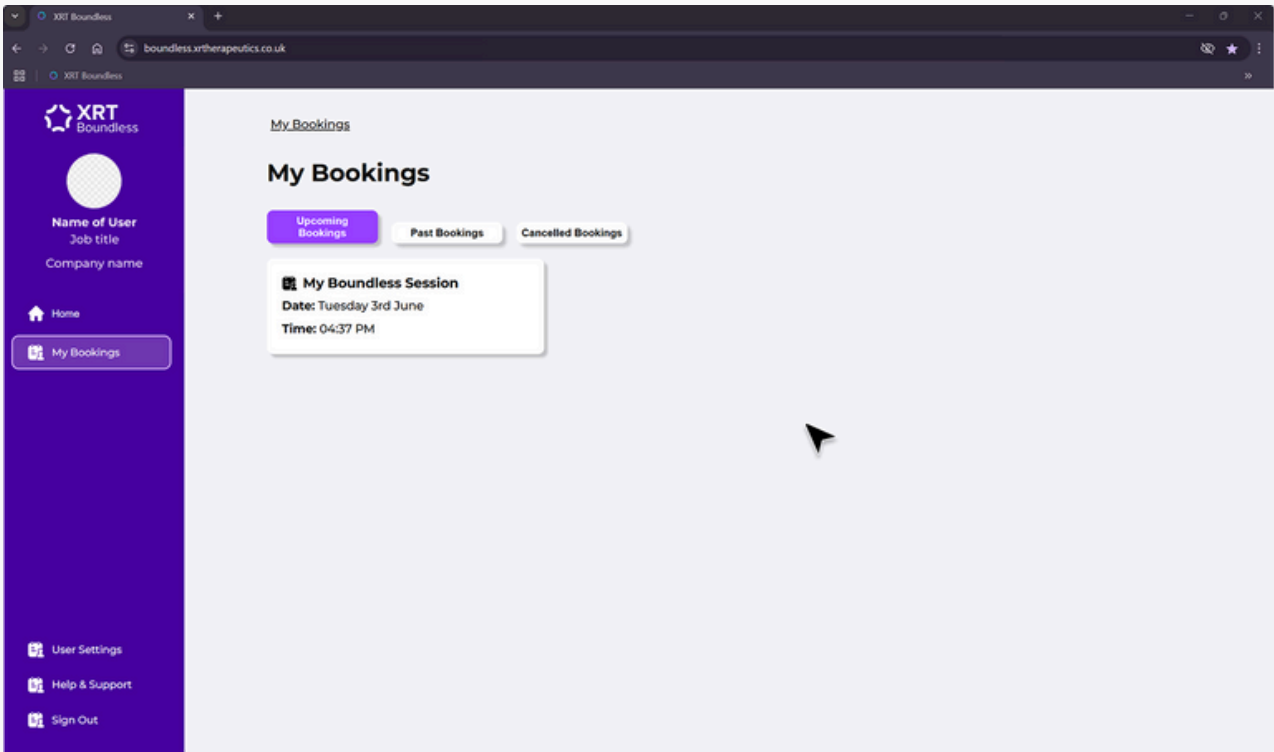 XRT Boundless
boundless.xrtherapeutics.co.uk
XRT Boundless
XRT
Boundless
Name of User
Job title
Company name
Home
My Bookings
User Settings
Help & Support
Sign Out
My Bookings
My Bookings
Upcoming
Bookings
Past Bookings
Cancelled Bookings
My Boundless Session
Date: Tuesday 3rd June
Time: 04:37 PM